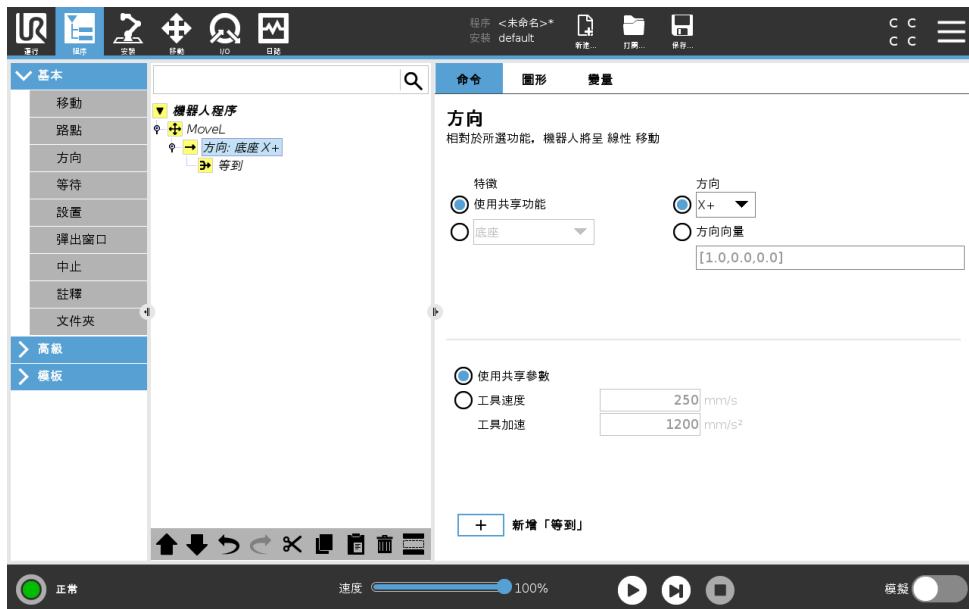 程序 <未命名>*
安裝 default
C C
C C
運行
程序
安裝
移動
I/O
日誌
新建...
打開...
保存...
基本
移動
路點
方向
等待
設置
彈出窗口
中止
註釋
文件夾
高級
模板
機器人程序
MoveL
方向: 底座 X+
等到
命令
圖形
變量
方向
相對於所選功能，機器人將呈 線性 移動
特徵
使用共享功能
底座
方向
X+
方向向量
[1.0,0.0,0.0]
使用共享參數
工具速度
250 mm/s
工具加速
1200 mm/s²
+ 新增「等到」
正常
速度
100%
模擬